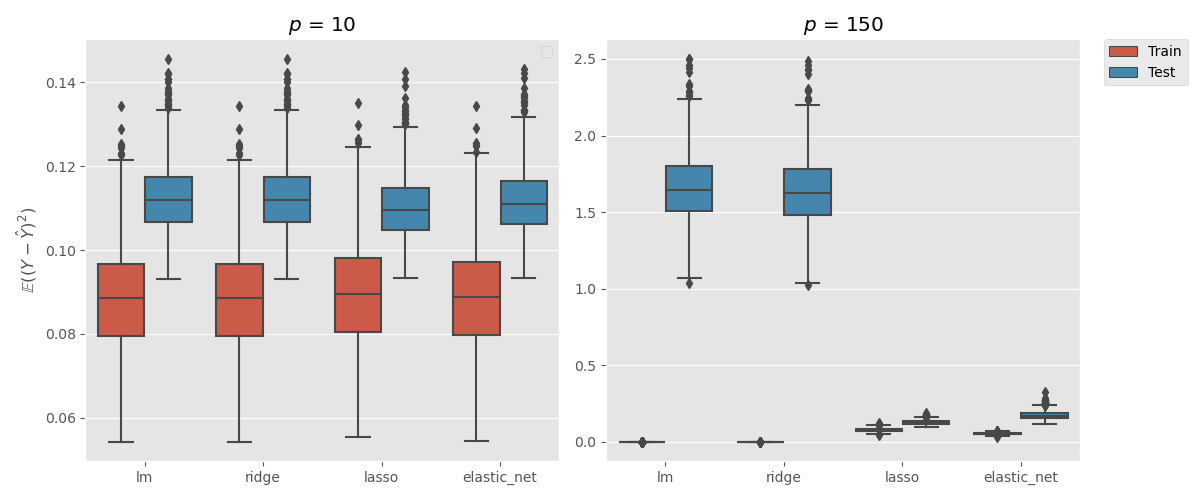 p = 10
𝔼((Y − Ŷ)²)
0.14
0.12
0.10
0.08
0.06
lm
ridge
lasso
elastic_net
p = 150
2.5
2.0
1.5
1.0
0.5
0.0
lm
ridge
lasso
elastic_net
Train
Test